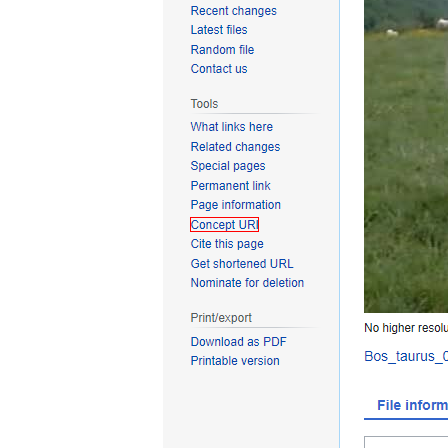 Recent changes
Latest files
Random file
Contact us
Tools
What links here
Related changes
Special pages
Permanent link
Page information
Concept URI
Cite this page
Get shortened URL
Nominate for deletion
Print/export
Download as PDF
Printable version
No higher resolu
Bos_taurus_0
File inform